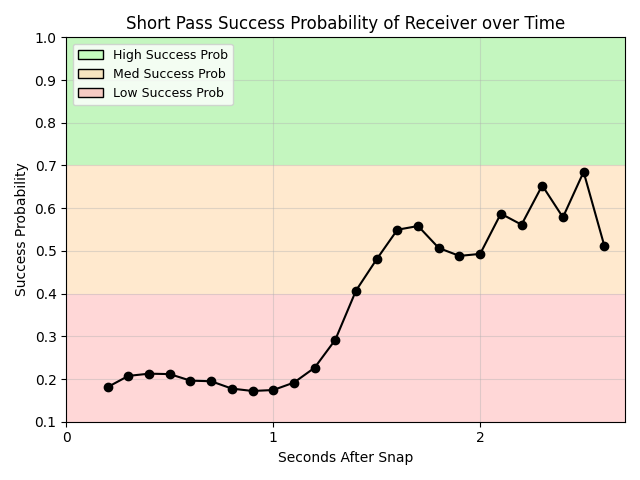 Short Pass Success Probability of Receiver over Time
1.0
High Success Prob
Med Success Prob
Low Success Prob
0.9
0.8
0.7
0.6
0.5
0.4
0.3
0.2
0.1
Success Probability
0 1 2
Seconds After Snap